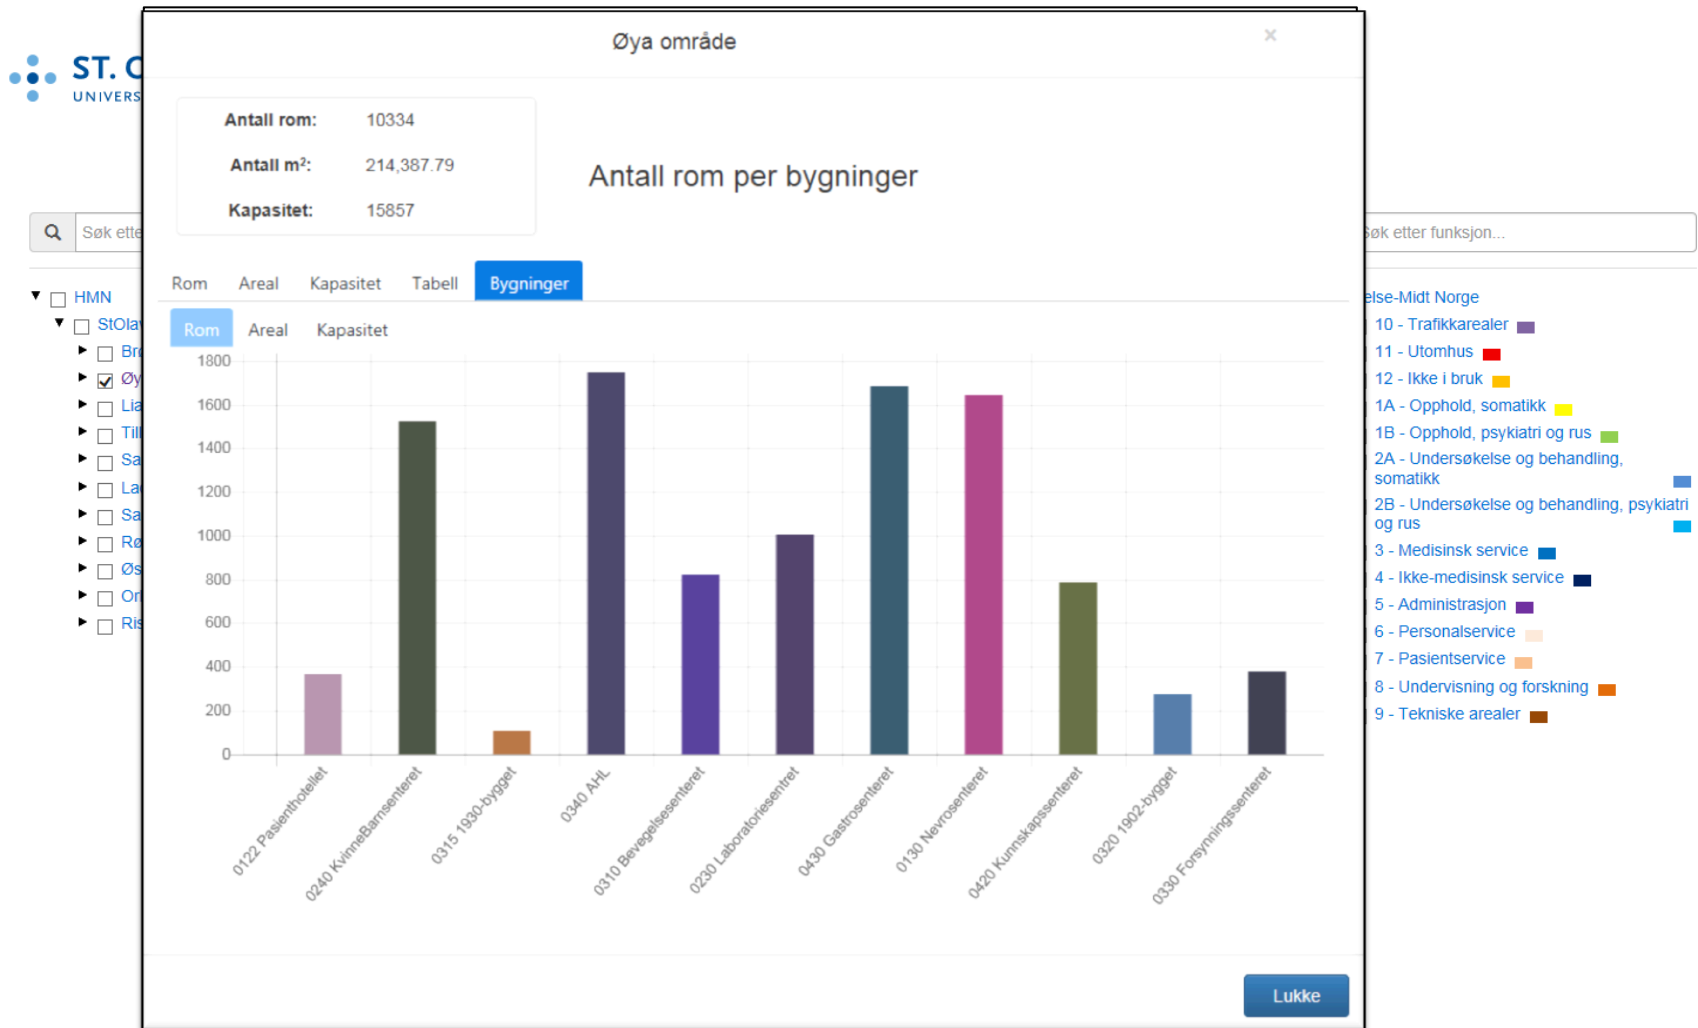 ST.
UNIVERS
Øya område
×
Antall rom: 10334
Antall m²: 214,387.79
Kapasitet: 15857
Antall rom per bygninger
Søk ette
Søk etter funksjon...
Rom Areal Kapasitet Tabell Bygninger
Rom Areal Kapasitet
HMN
StOla
Br
Øy
Lia
Till
Sa
La
Sa
Rø
Øs
Or
Ris
1800
1600
1400
1200
1000
800
600
400
200
0
0122 Pasienthotellet
0240 KvinneBarnsenteret
0315 1930-bygget
0340 AHL
0310 Bevegelsesenteret
0230 Laboratoriesentret
0430 Gastrosenteret
0130 Nevrosenteret
0420 Kunnskapssenteret
0320 1902-bygget
0330 Forsynningssenteret
else-Midt Norge
10 - Trafikkarealer
11 - Utomhus
12 - Ikke i bruk
1A - Opphold, somatikk
1B - Opphold, psykiatri og rus
2A - Undersøkelse og behandling,
somatikk
2B - Undersøkelse og behandling, psykiatri
og rus
3 - Medisinsk service
4 - Ikke-medisinsk service
5 - Administrasjon
6 - Personalservice
7 - Pasientservice
8 - Undervisning og forskning
9 - Tekniske arealer
Lukke